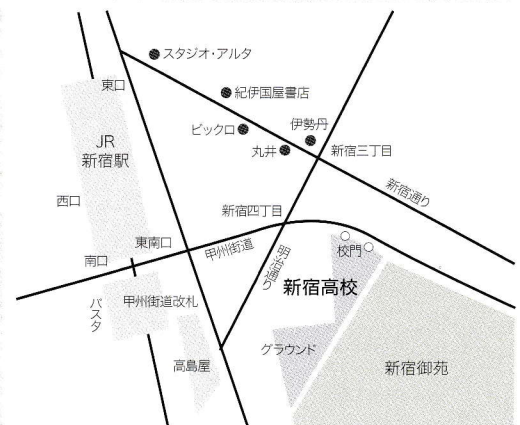 スタジオ・アルタ
東口
紀伊国屋書店
ビックロ
伊勢丹
JR
新宿駅
丸井
新宿三丁目
西口
新宿通り
新宿四丁目
東南口
甲州街道
校門
南口
明治通り
新宿高校
バスタ
甲州街道改札
グラウンド
高島屋
新宿御苑